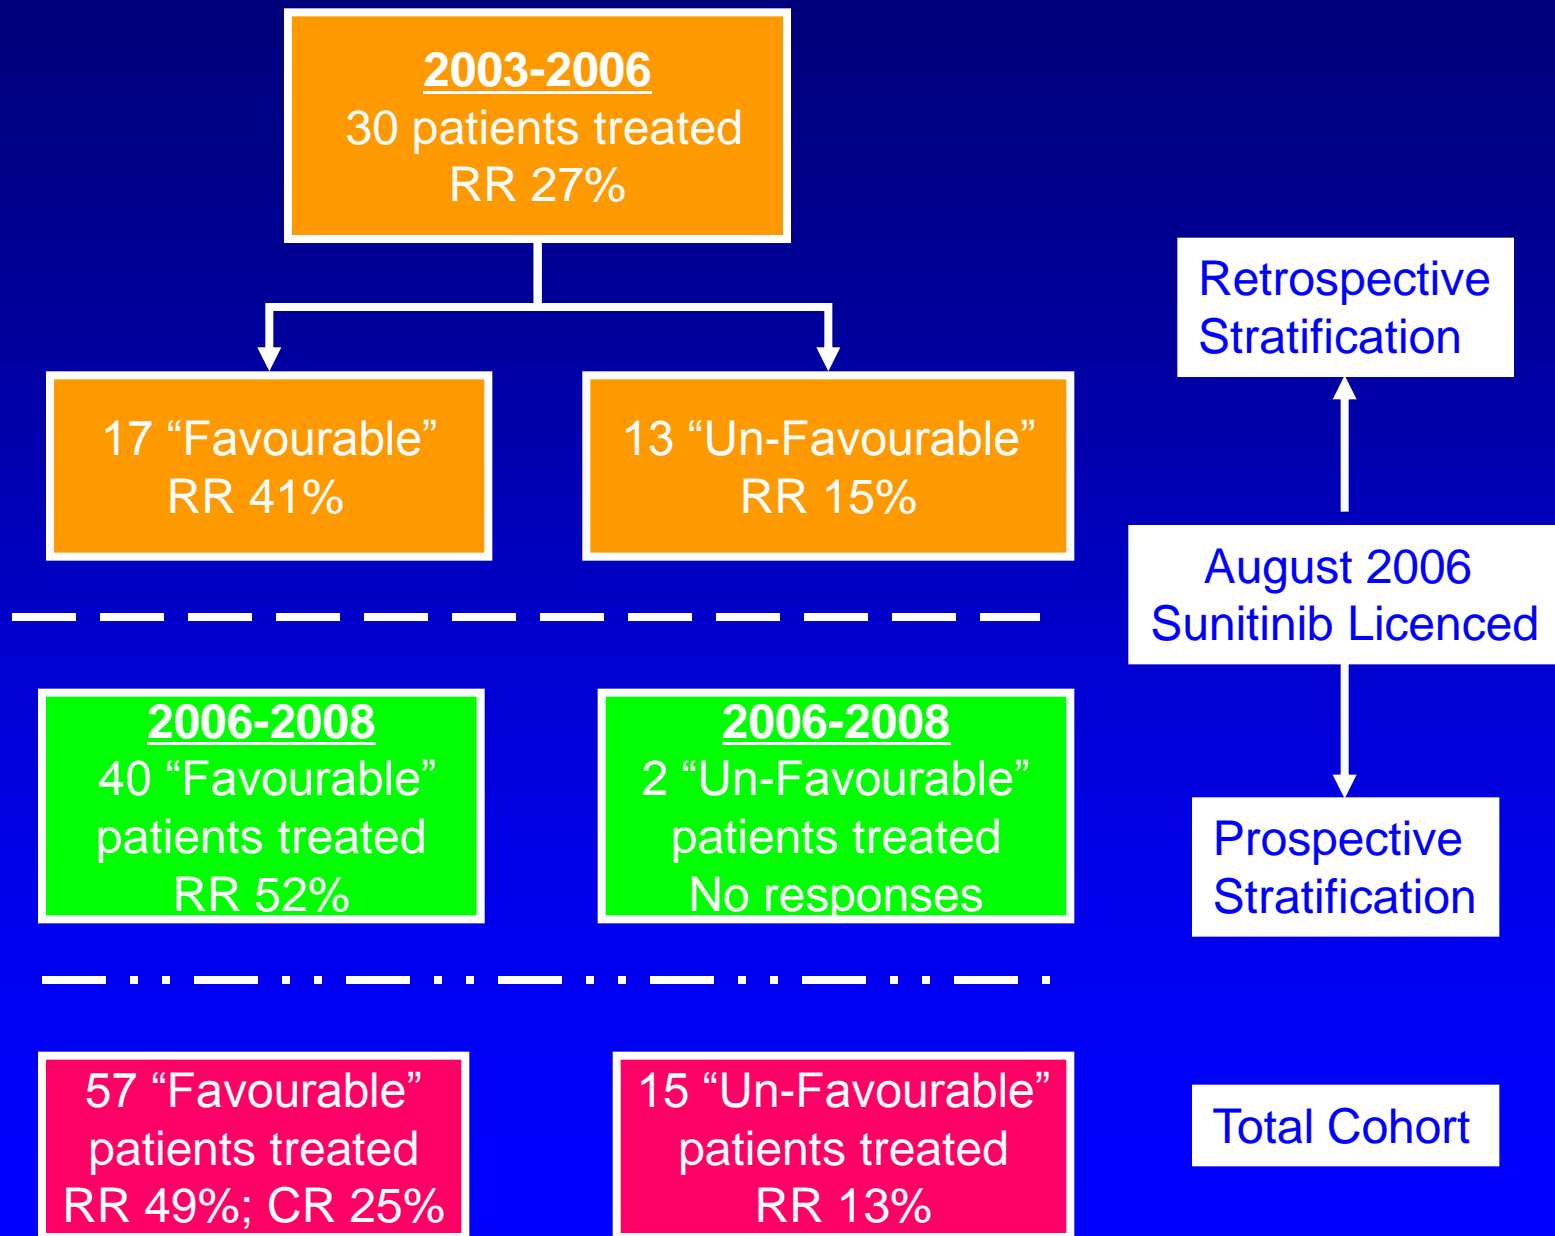 2003-2006
30 patients treated
RR 27%
Retrospective
Stratification
17 “Favourable”
RR 41%
13 “Un-Favourable”
RR 15%
August 2006
Sunitinib Licenced
2006-2008
40 “Favourable”
patients treated
RR 52%
2006-2008
2 “Un-Favourable”
patients treated
No responses
Prospective
Stratification
57 “Favourable”
patients treated
RR 49%; CR 25%
15 “Un-Favourable”
patients treated
RR 13%
Total Cohort